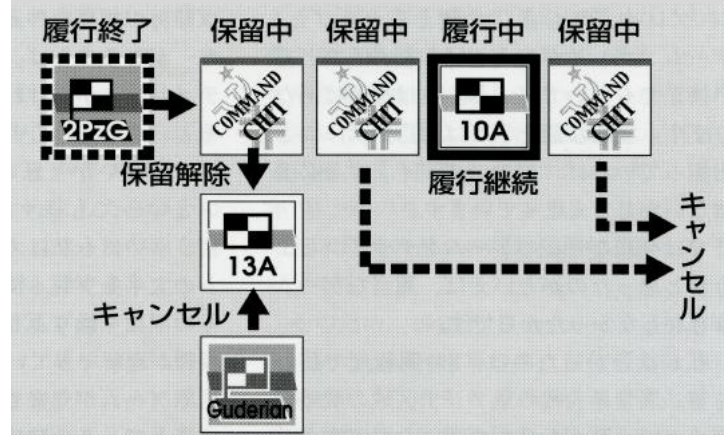 履行終了
保留中
保留中
履行中
保留中
2PzG
COMMAND
CHIT
COMMAND
CHIT
10A
COMMAND
CHIT
保留解除
履行継続
13A
キャンセル
キャンセル
Guderian